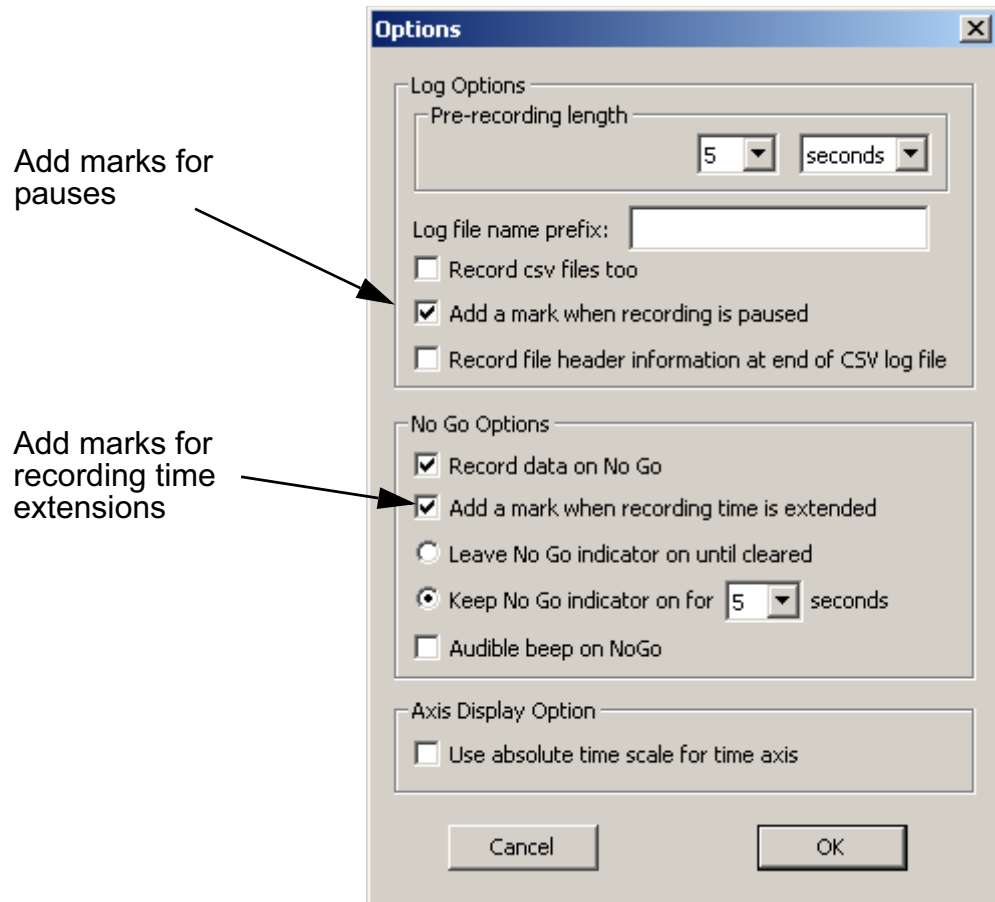 Options
Log Options
Pre-recording length
5 seconds
Add marks for
pauses
Log file name prefix:
Record csv files too
Add a mark when recording is paused
Record file header information at end of CSV log file
Add marks for
recording time
extensions
No Go Options
Record data on No Go
Add a mark when recording time is extended
Leave No Go indicator on until cleared
Keep No Go indicator on for 5 seconds
Audible beep on NoGo
Axis Display Option
Use absolute time scale for time axis
Cancel OK